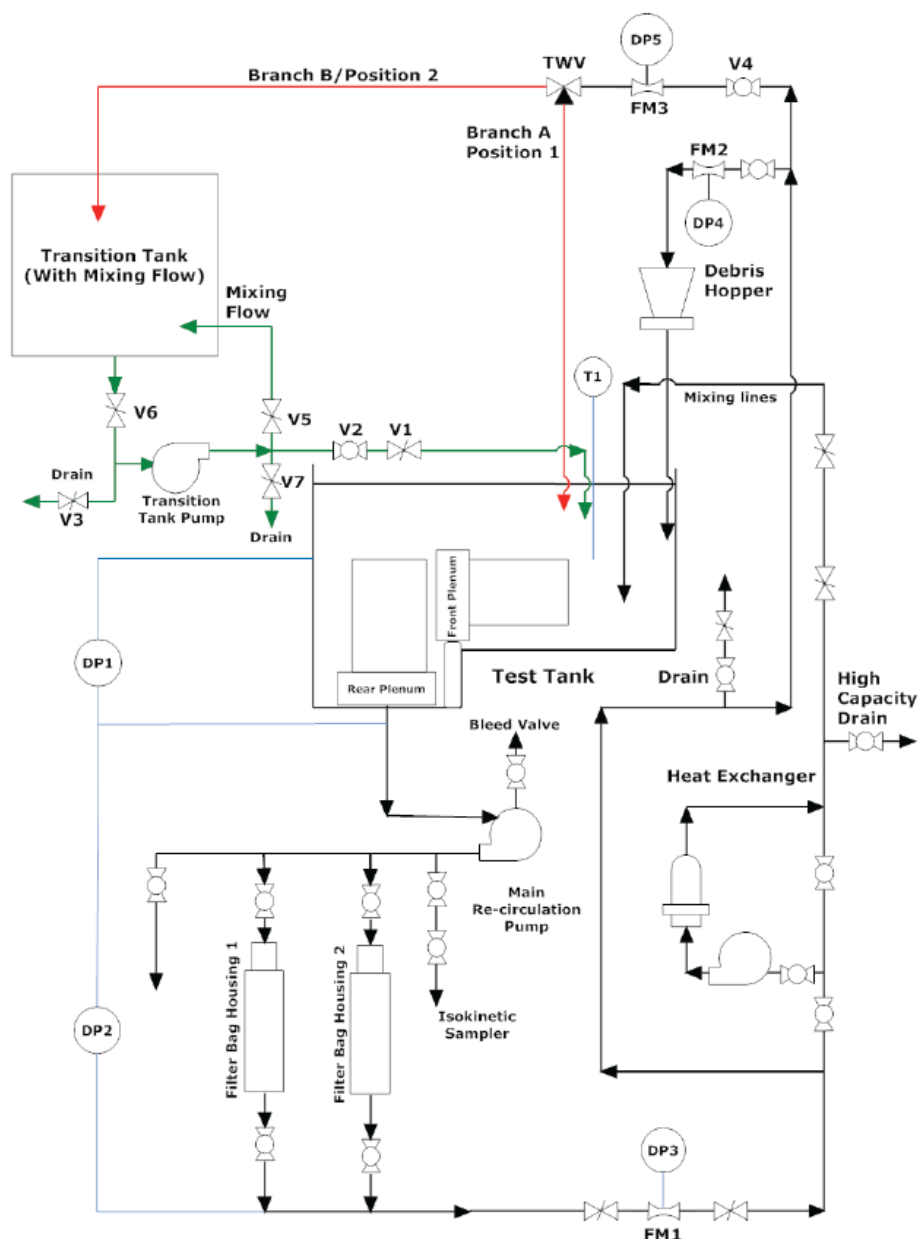 DP5
TWV
V4
Branch B/Position 2
FM3
Branch A
Position 1
FM2
DP4
Transition Tank
(With Mixing Flow)
Debris
Hopper
Mixing
Flow
T1
Mixing lines
V6
V5
V2
V1
Drain
V7
V3
Transition
Tank Pump
Drain
Front Plenum
DP1
Rear Plenum
Test Tank
Drain
High
Capacity
Drain
Bleed Valve
Heat Exchanger
Main
Re-circulation
Pump
Filter Bag Housing 1
Filter Bag Housing 2
Isokinetic
Sampler
DP2
DP3
FM1